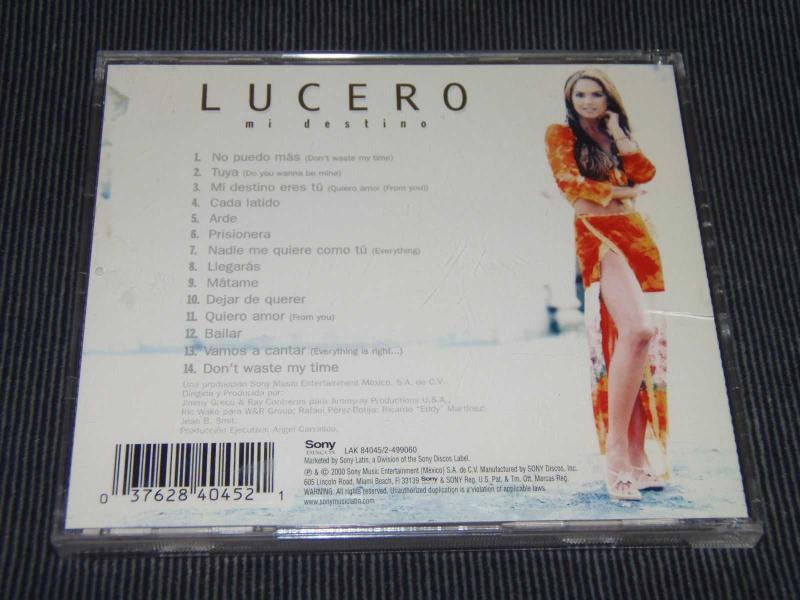 LUCERO
mi destino
1. No puedo más (Don't waste my time)
2. Tuya (Do you wanna be mine)
3. Mi destino eres tú (Quiero amor (From you))
4. Cada latido
5. Arde
6. Prisionera
7. Nadie me quiere como tú (Everything)
8. Llegarás
9. Mátame
10. Dejar de querer
11. Quiero amor (From you)
12. Bailar
13. Vamos a cantar (Everything is right...)
14. Don't waste my time
Una producción Sony Music Entertainment México, S.A. de C.V.
Dirigida y Producida por:
Jimmy Greco & Ray Contreras para Jimmyray Productions U.S.A.,
Ric Wake para W&R Group; Rafael Pérez-Botija; Ricardo "Eddy" Martínez;
Jean B. Smit.
Producción Ejecutiva: Angel Carrasco.
Sony
DISCOS
LAK 84045/2-499060
Marketed by Sony Latin, a Division of the Sony Discos Label.
℗ & © 2000 Sony Music Entertainment (México) S.A. de C.V. Manufactured by SONY Discos, Inc.
605 Lincoln Road, Miami Beach, Fl 33139 Sony & SONY Reg. U.S. Pat. & Tm. Ott. Marcas Reg.
WARNING: All rights reserved. Unauthorized duplication is a violation of applicable laws.
www.sonymusiclatin.com
0 37628 40452 1